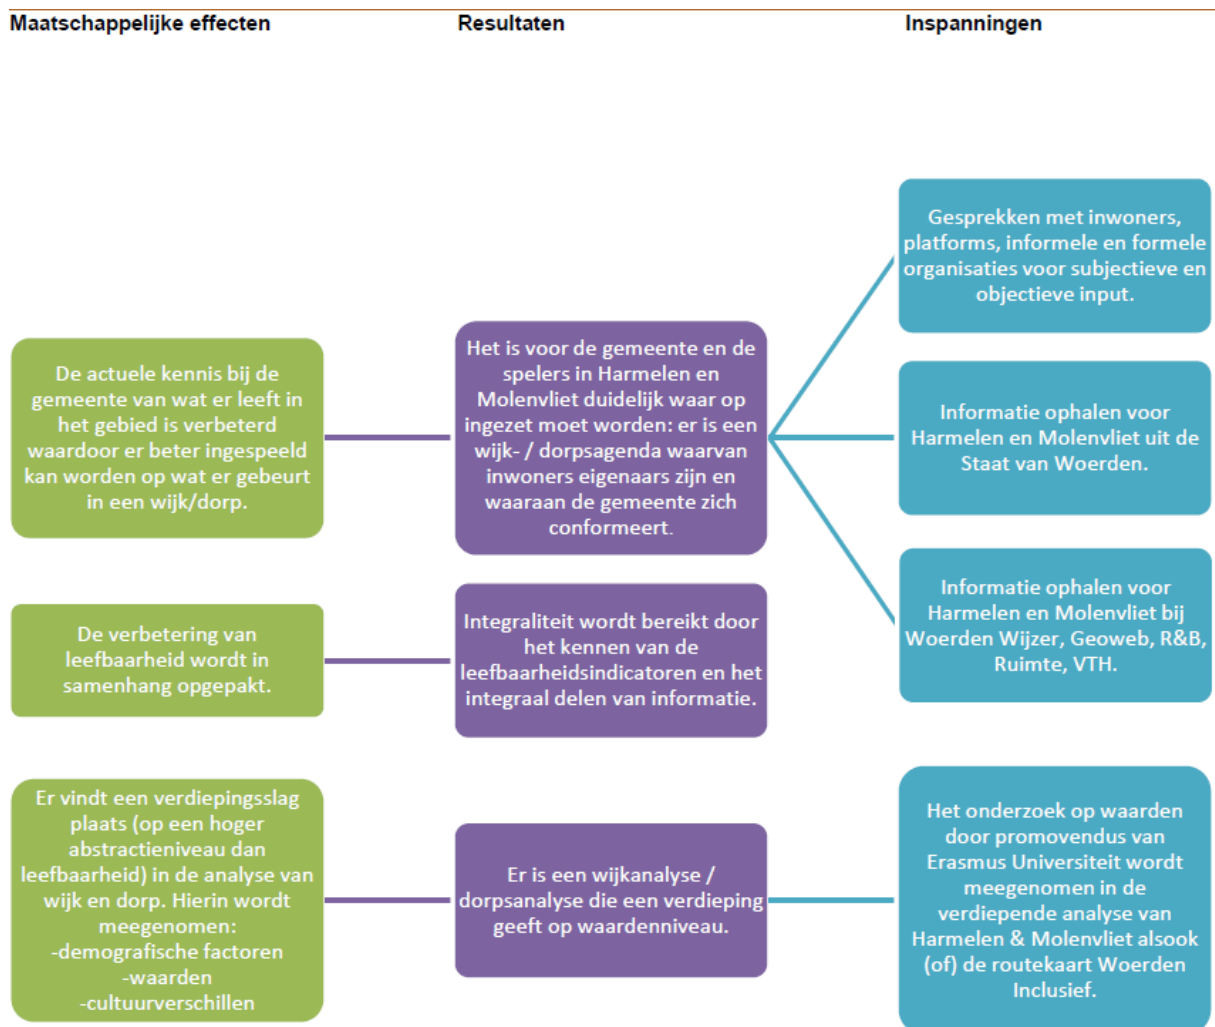 Maatschappelijke effecten
Resultaten
Inspanningen
De actuele kennis bij de
gemeente van wat er leeft in
het gebied is verbeterd
waardoor er beter ingespeeld
kan worden op wat er gebeurt
in een wijk/dorp.
Het is voor de gemeente en de
spelers in Harmelen en
Molenvliet duidelijk waar op
ingezet moet worden: er is een
wijk- / dorpsagenda waarvan
inwoners eigenaars zijn en
waaraan de gemeente zich
conformeert.
Gesprekken met inwoners,
platforms, informele en formele
organisaties voor subjectieve en
objectieve input.
Informatie ophalen voor
Harmelen en Molenvliet uit de
Staat van Woerden.
Informatie ophalen voor
Harmelen en Molenvliet bij
Woerden Wijzer, Geoweb, R&B,
Ruimte, VTH.
De verbetering van
leefbaarheid wordt in
samenhang opgepakt.
Integraliteit wordt bereikt door
het kennen van de
leefbaarheidsindicatoren en het
integraal delen van informatie.
Er vindt een verdiepingsslag
plaats (op een hoger
abstractieniveau dan
leefbaarheid) in de analyse van
wijk en dorp. Hierin wordt
meegenomen:
-demografische factoren
-waarden
-cultuurverschillen
Er is een wijkanalyse /
dorpsanalyse die een verdieping
geeft op waardenniveau.
Het onderzoek op waarden
door promovendus van
Erasmus Universiteit wordt
meegenomen in de
verdiepende analyse van
Harmelen & Molenvliet alsook
(of) de routekaart Woerden
Inclusief.